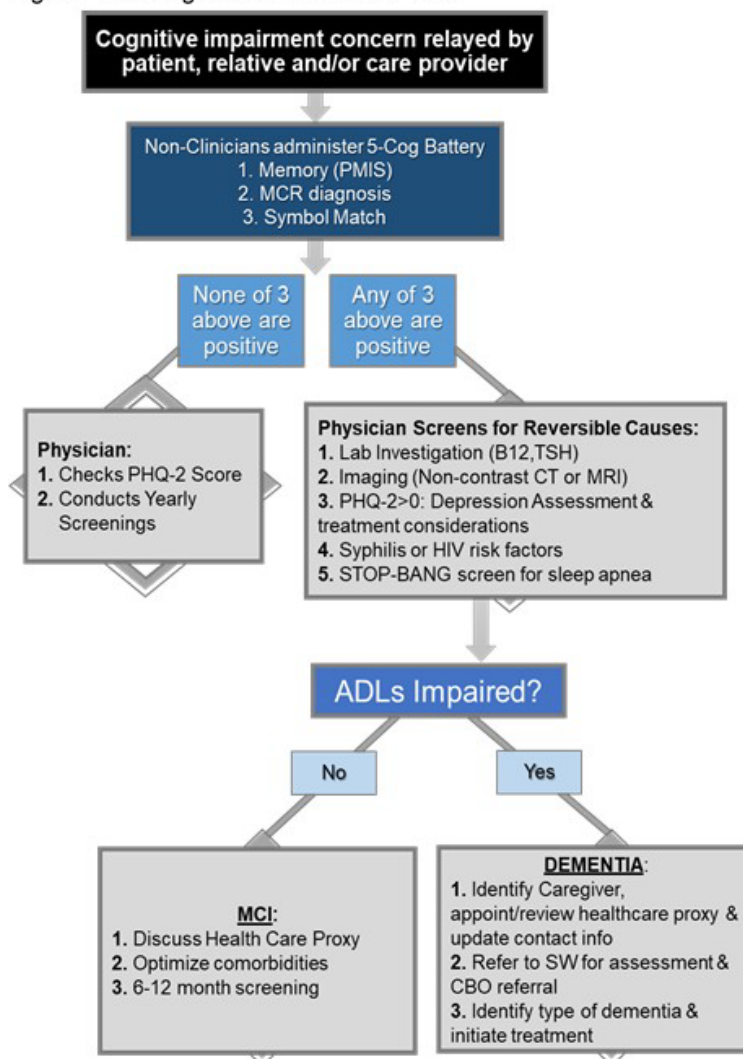 Cognitive impairment concern relayed by
patient, relative and/or care provider
Non-Clinicians administer 5-Cog Battery
1. Memory (PMIS)
2. MCR diagnosis
3. Symbol Match
None of 3
above are
positive
Any of 3
above are
positive
Physician:
1. Checks PHQ-2 Score
2. Conducts Yearly
Screenings
Physician Screens for Reversible Causes:
1. Lab Investigation (B12,TSH)
2. Imaging (Non-contrast CT or MRI)
3. PHQ-2>0: Depression Assessment &
treatment considerations
4. Syphilis or HIV risk factors
5. STOP-BANG screen for sleep apnea
ADLs Impaired?
No
Yes
MCI:
1. Discuss Health Care Proxy
2. Optimize comorbidities
3. 6-12 month screening
DEMENTIA:
1. Identify Caregiver,
appoint/review healthcare proxy &
update contact info
2. Refer to SW for assessment &
CBO referral
3. Identify type of dementia &
initiate treatment